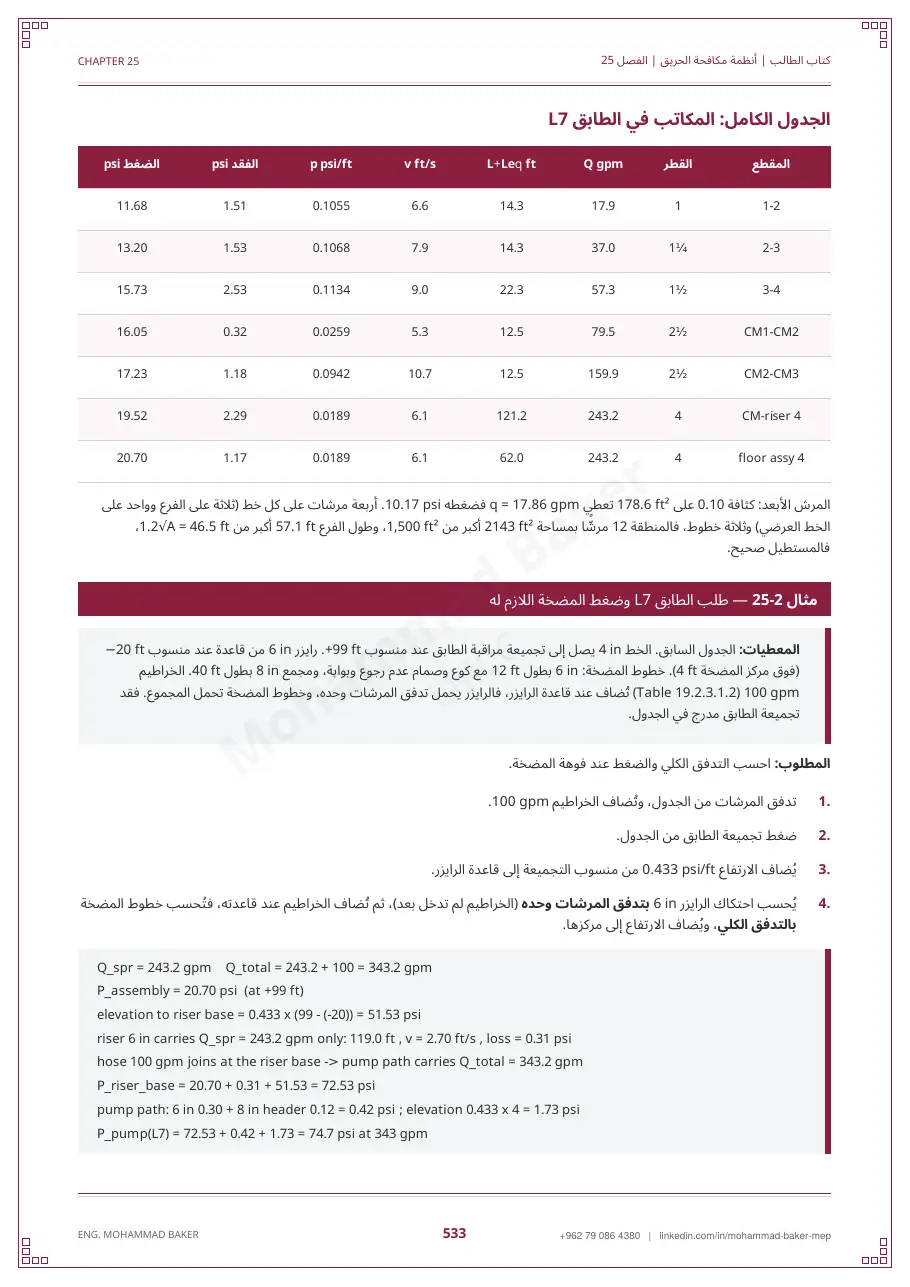 CHAPTER 25
كتاب الطالب | أنظمة مكافحة الحريق | الفصل 25
الجدول الكامل: المكاتب في الطابق L7
المقطع القطر Q gpm L+Leq ft v ft/s p psi/ft الفقد psi الضغط psi
1-2 1 17.9 14.3 6.6 0.1055 1.51 11.68
2-3 1¼ 37.0 14.3 7.9 0.1068 1.53 13.20
3-4 1½ 57.3 22.3 9.0 0.1134 2.53 15.73
CM1-CM2 2½ 79.5 12.5 5.3 0.0259 0.32 16.05
CM2-CM3 2½ 159.9 12.5 10.7 0.0942 1.18 17.23
CM-riser 4 4 243.2 121.2 6.1 0.0189 2.29 19.52
floor assy 4 4 243.2 62.0 6.1 0.0189 1.17 20.70
المرش الأبعد: كثافة 0.10 على 178.6 ft² تعطي q = 17.86 gpm فضغطه 10.17 psi. أربعة مرشات على كل خط (ثلاثة على الفرع وواحد على
الخط العرضي) وثلاثة خطوط، فالمنطقة 12 مرشًّا بمساحة 2143 ft² أكبر من 1,500 ft²، وطول الفرع 57.1 ft أكبر من 1.2√A = 46.5 ft،
فالمستطيل صحيح.
مثال 2-25 — طلب الطابق L7 وضغط المضخة اللازم له
المعطيات: الجدول السابق. الخط 4 in يصل إلى تجميعة مراقبة الطابق عند منسوب +99 ft. رايزر 6 in من قاعدة عند منسوب −20 ft
(فوق مركز المضخة 4 ft). خطوط المضخة: 6 in بطول 12 ft مع كوع وصمام عدم رجوع وبوابة، ومجمع 8 in بطول 40 ft. الخراطيم
100 gpm (Table 19.2.3.1.2) تُضاف عند قاعدة الرايزر، فالرايزر يحمل تدفق المرشات وحده، وخطوط المضخة تحمل المجموع. فقد
تجميعة الطابق مدرج في الجدول.
المطلوب: احسب التدفق الكلي والضغط عند فوهة المضخة.
1. تدفق المرشات من الجدول، وتُضاف الخراطيم 100 gpm.
2. ضغط تجميعة الطابق من الجدول.
3. يُضاف الارتفاع 0.433 psi/ft من منسوب التجميعة إلى قاعدة الرايزر.
4. يُحسب احتكاك الرايزر 6 in بتدفق المرشات وحده (الخراطيم لم تدخل بعد)، ثم تُضاف الخراطيم عند قاعدته، فتُحسب خطوط المضخة
بالتدفق الكلي، ويُضاف الارتفاع إلى مركزها.
Q_spr = 243.2 gpm Q_total = 243.2 + 100 = 343.2 gpm
P_assembly = 20.70 psi (at +99 ft)
elevation to riser base = 0.433 x (99 - (-20)) = 51.53 psi
riser 6 in carries Q_spr = 243.2 gpm only: 119.0 ft , v = 2.70 ft/s , loss = 0.31 psi
hose 100 gpm joins at the riser base -> pump path carries Q_total = 343.2 gpm
P_riser_base = 20.70 + 0.31 + 51.53 = 72.53 psi
pump path: 6 in 0.30 + 8 in header 0.12 = 0.42 psi ; elevation 0.433 x 4 = 1.73 psi
P_pump(L7) = 72.53 + 0.42 + 1.73 = 74.7 psi at 343 gpm
Mohammad Baker
ENG. MOHAMMAD BAKER
533
+962 79 086 4380 | linkedin.com/in/mohammad-baker-mep